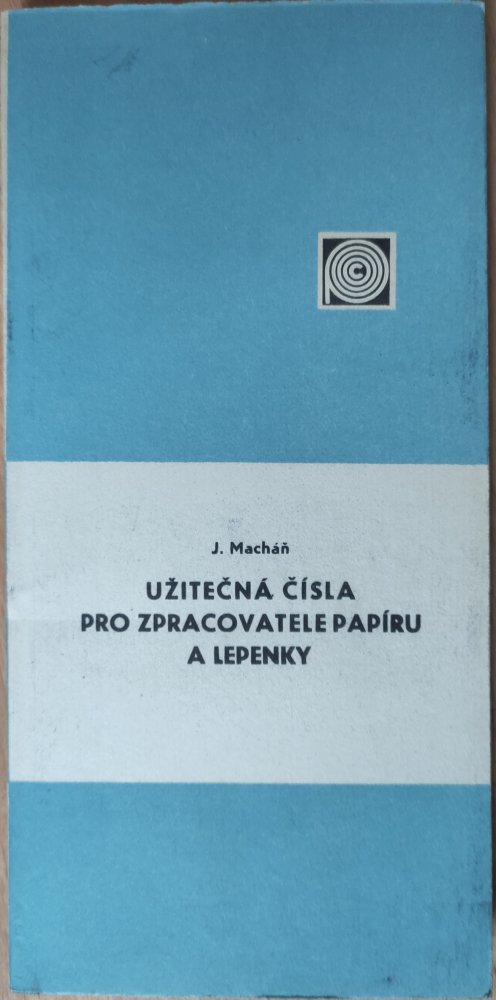 J. Macháň
UŽITEČNÁ ČÍSLA
PRO ZPRACOVATELE PAPÍRU
A LEPENKY